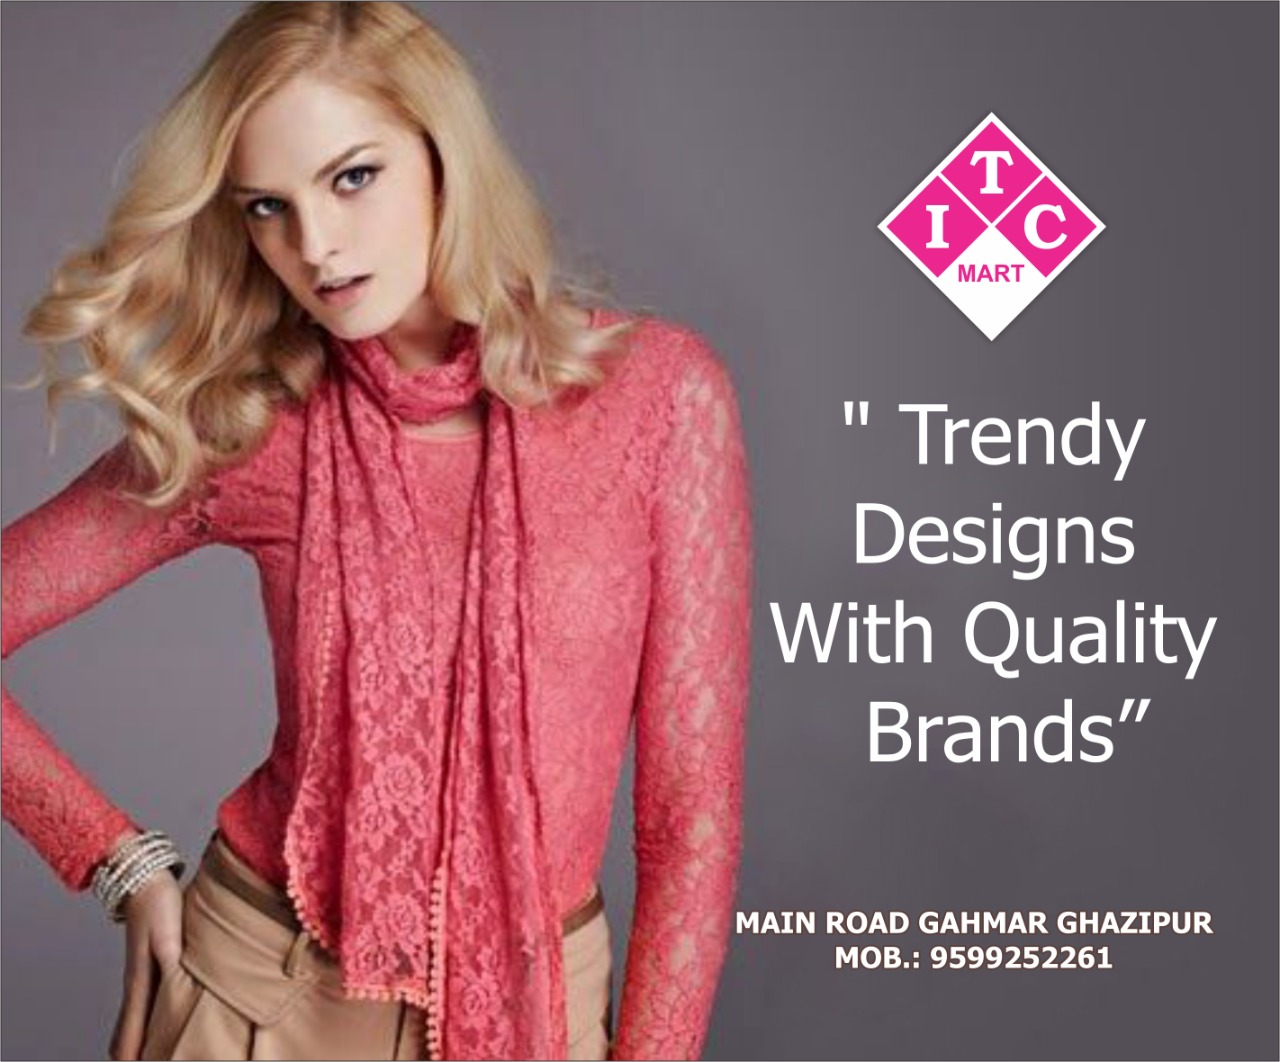 T
I C
MART
" Trendy
Designs
With Quality
Brands”
MAIN ROAD GAHMAR GHAZIPUR
MOB.: 9599252261